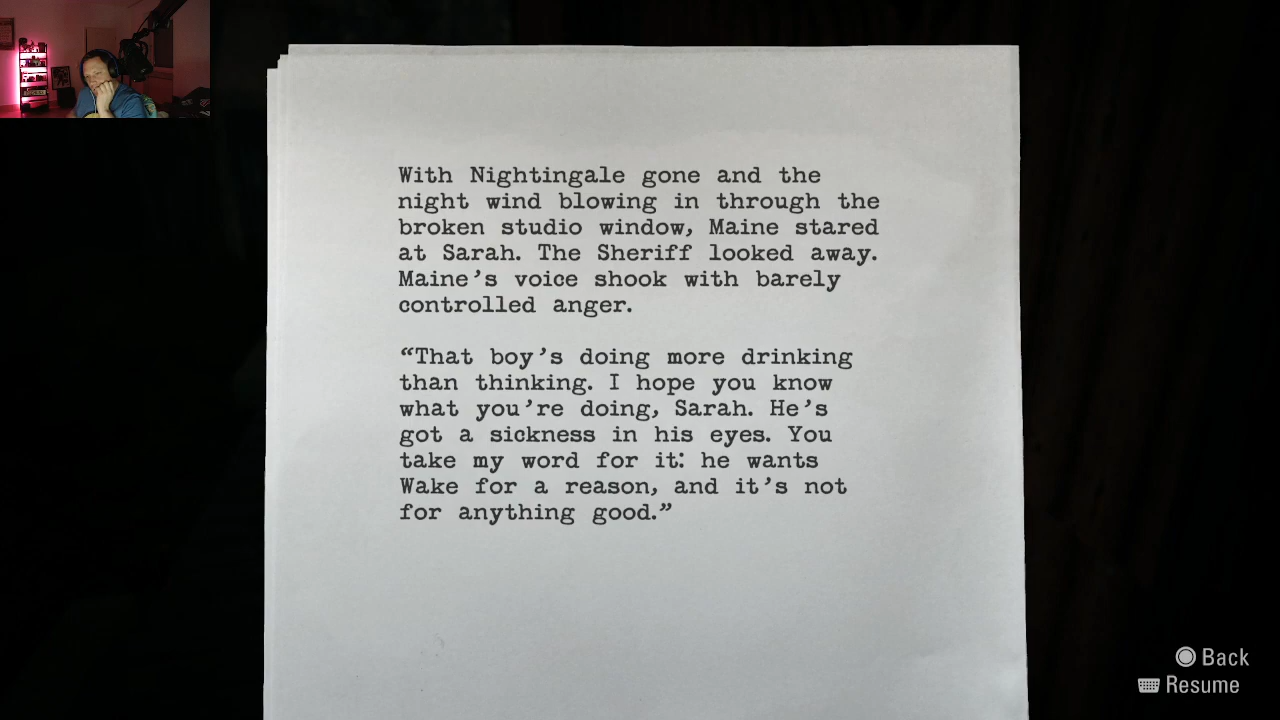 With Nightingale gone and the
night wind blowing in through the
broken studio window, Maine stared
at Sarah. The Sheriff looked away.
Maine’s voice shook with barely
controlled anger.
“That boy’s doing more drinking
than thinking. I hope you know
what you’re doing, Sarah. He’s
got a sickness in his eyes. You
take my word for it: he wants
Wake for a reason, and it’s not
for anything good.”
Back
Resume